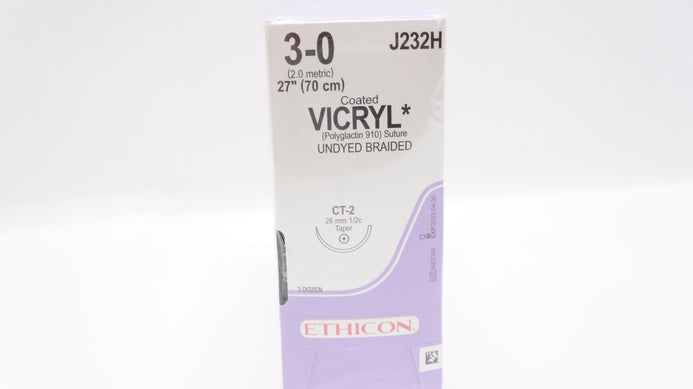 3-0
J232H
(2.0 metric)
27" (70 cm)
Coated
VICRYL*
(Polyglactin 910) Suture
UNDYED BRAIDED
CT-2
26 mm 1/2c
Taper
3 DOZEN
ETHICON